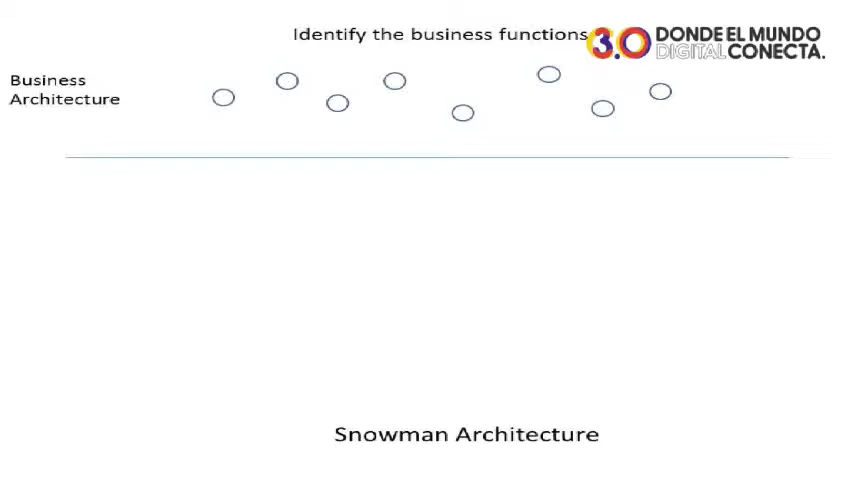 Identify the business functions
3.0 DONDE EL MUNDO
DIGITAL CONECTA.
Business
Architecture
Snowman Architecture